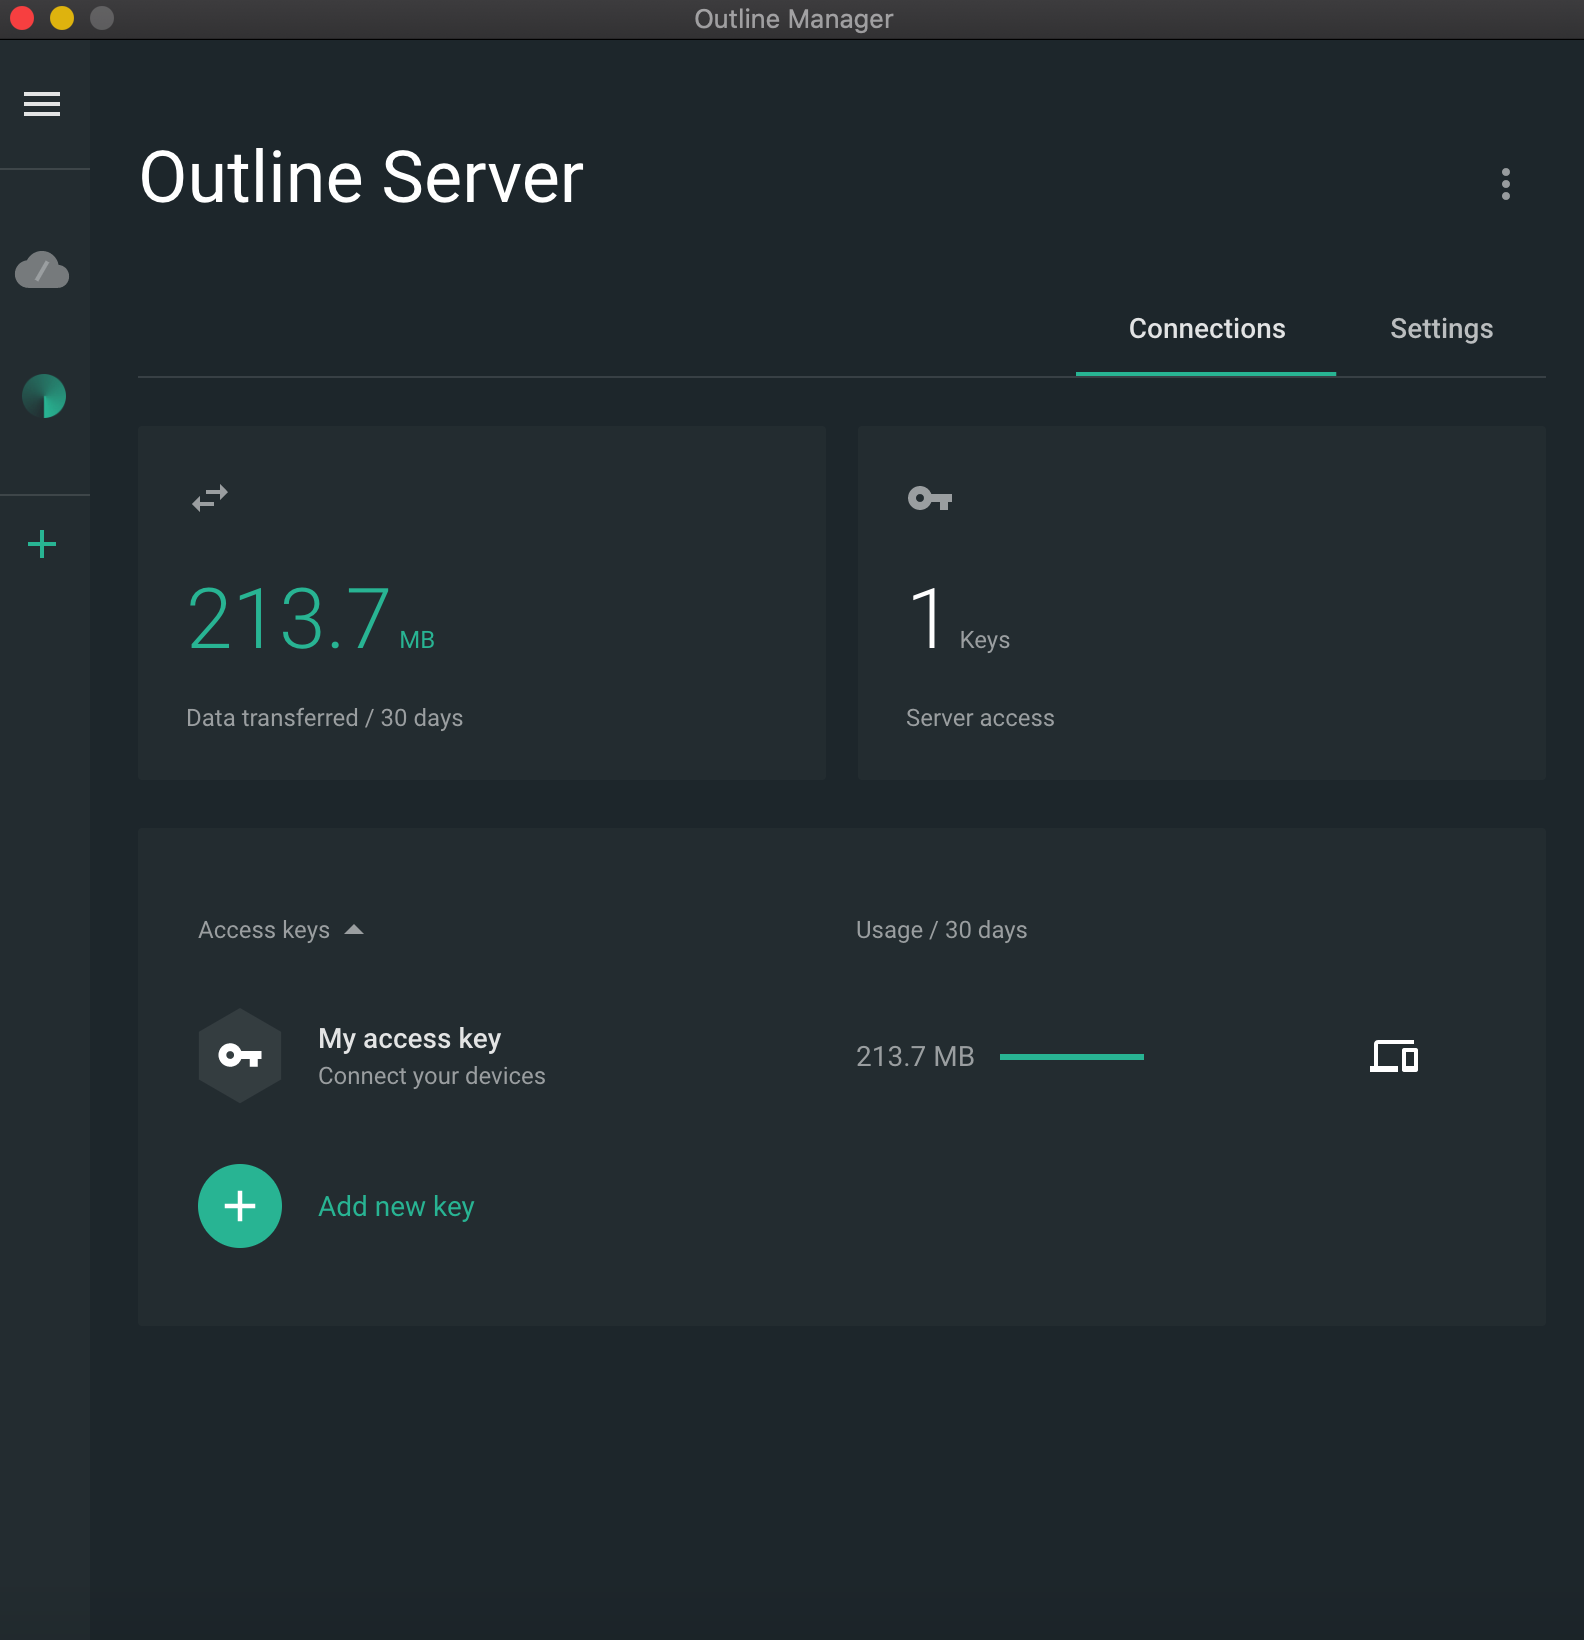 Outline Manager
Outline Server
Connections
Settings
213.7 MB
Data transferred / 30 days
1 Keys
Server access
Access keys
Usage / 30 days
My access key
Connect your devices
213.7 MB
Add new key